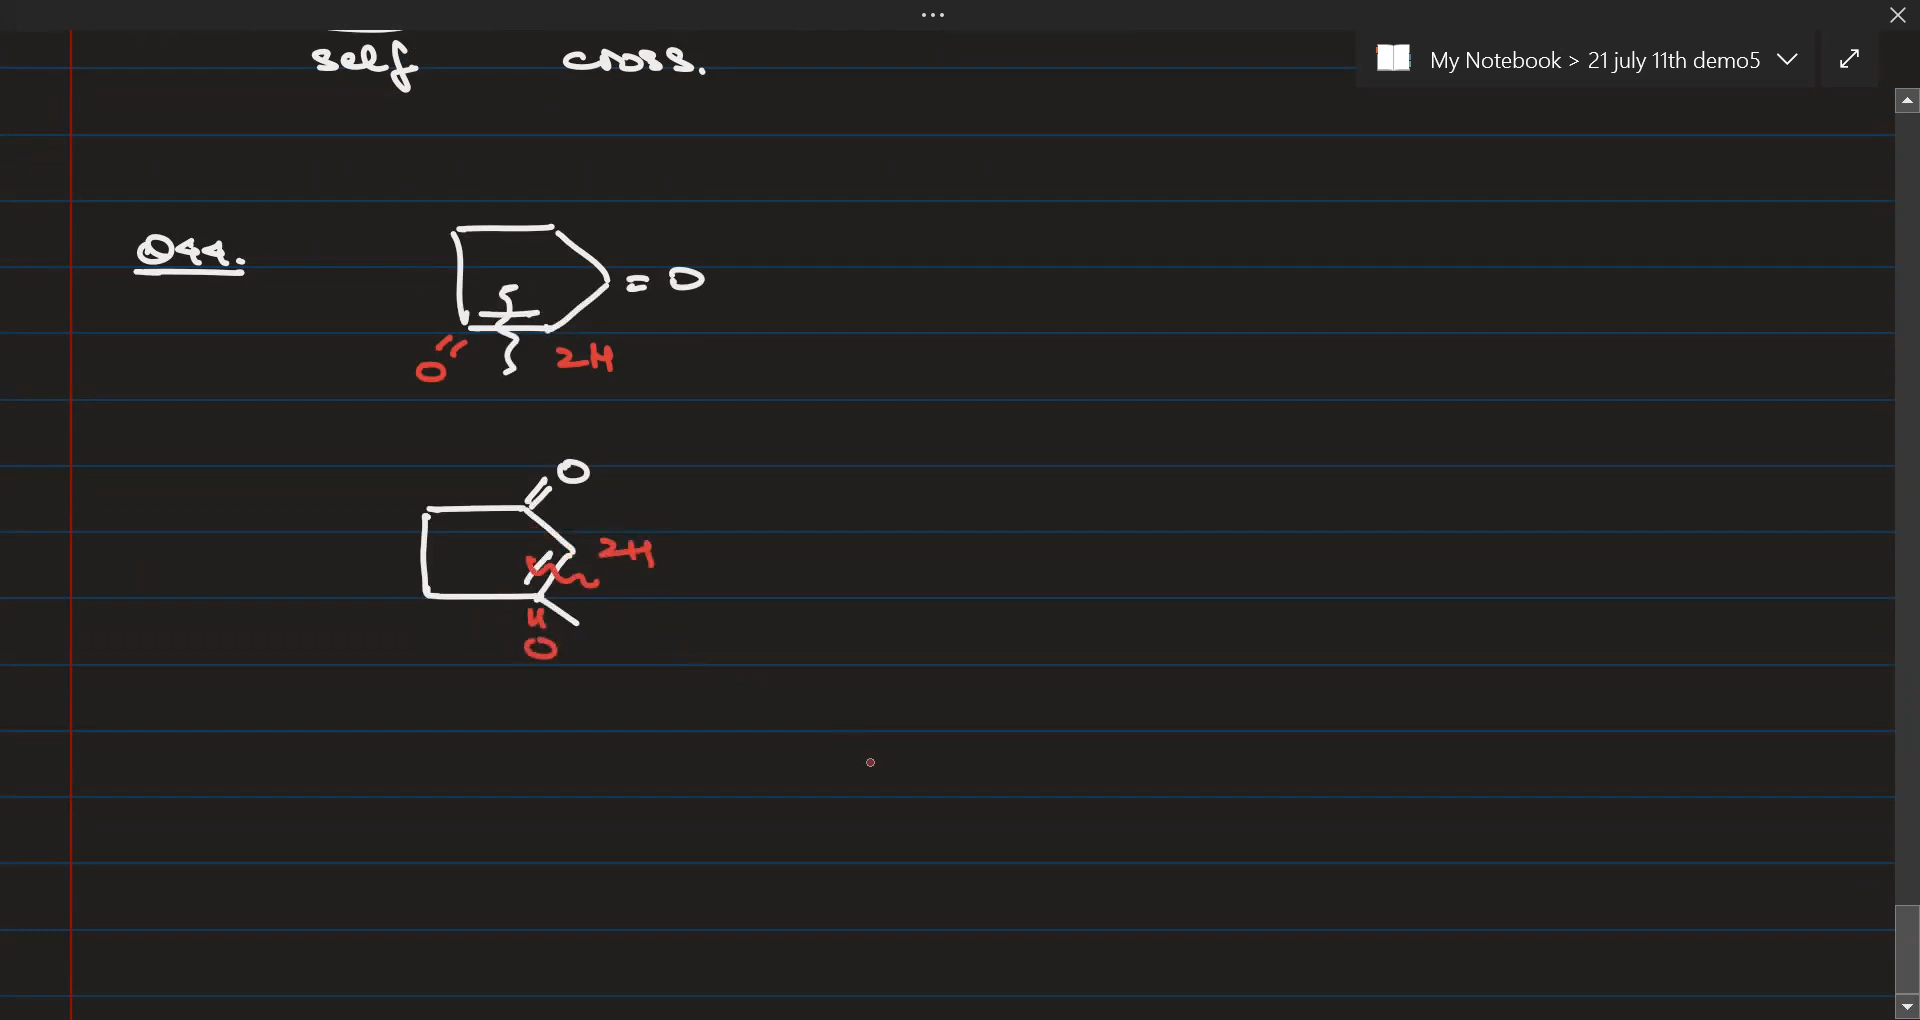 My Notebook > 21 july 11th demo5
self cross.
Q44.
= O
O 2H
O
2H
O